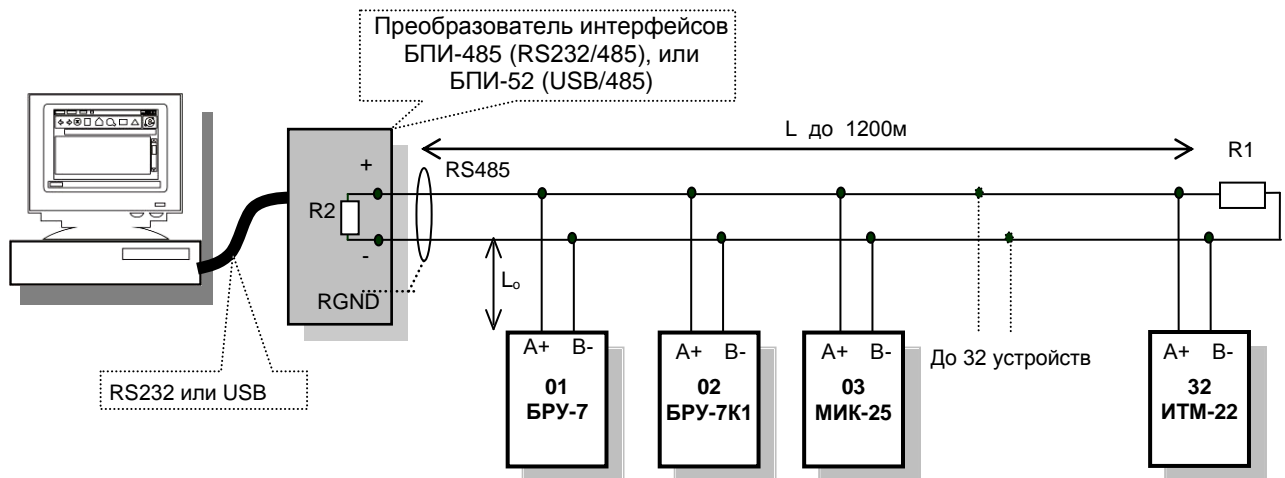 Преобразователь интерфейсов
БПИ-485 (RS232/485), или
БПИ-52 (USB/485)
L до 1200м
R1
+
RS485
R2
-
RGND
Lо
A+ B-
01
БРУ-7
A+ B-
02
БРУ-7К1
A+ B-
03
МИК-25
До 32 устройств
A+ B-
32
ИТМ-22
RS232 или USB